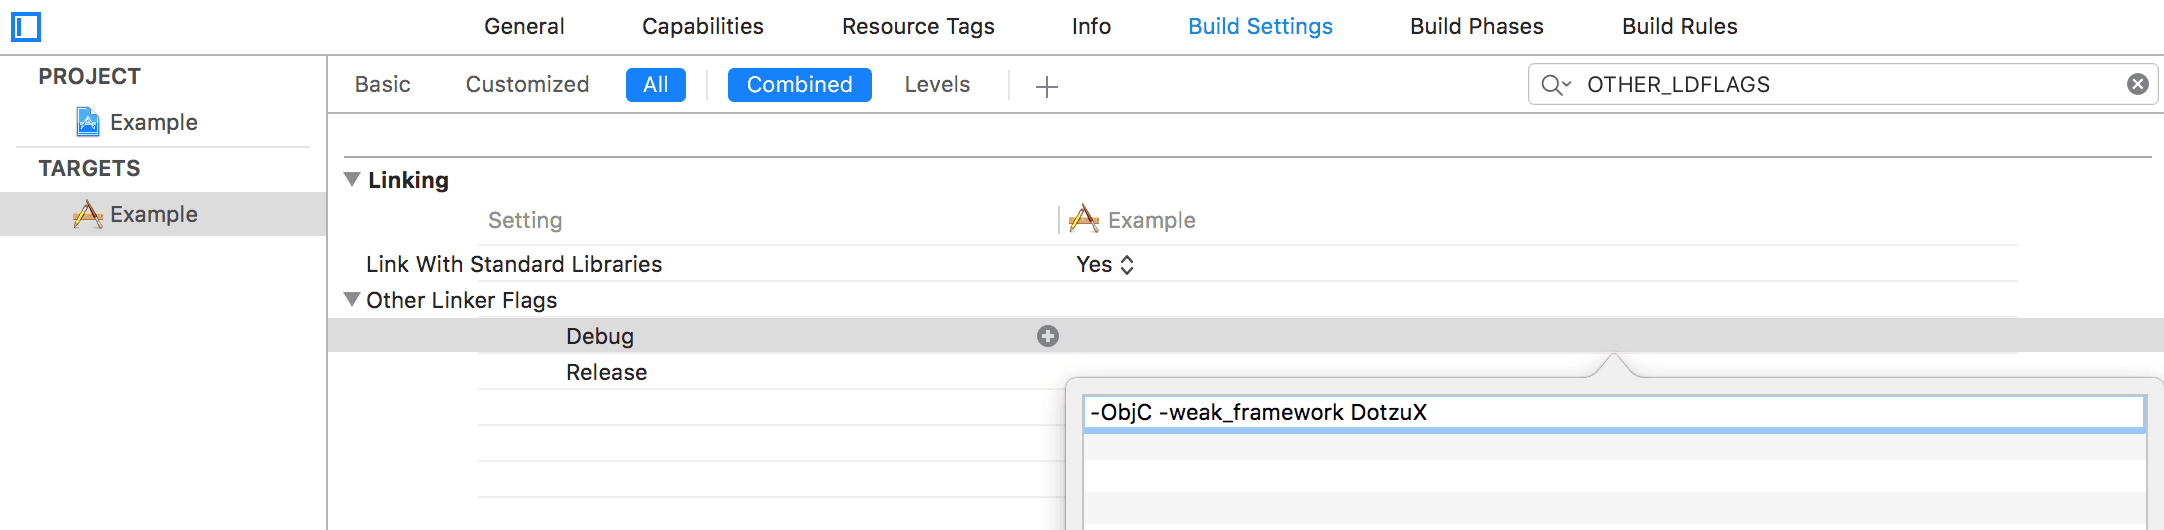 General Capabilities Resource Tags Info Build Settings Build Phases Build Rules
PROJECT
Example
TARGETS
Example
Basic Customized All Combined Levels OTHER_LDFLAGS
Linking
Setting Example
Link With Standard Libraries Yes
Other Linker Flags
Debug
Release
-ObjC -weak_framework DotzuX